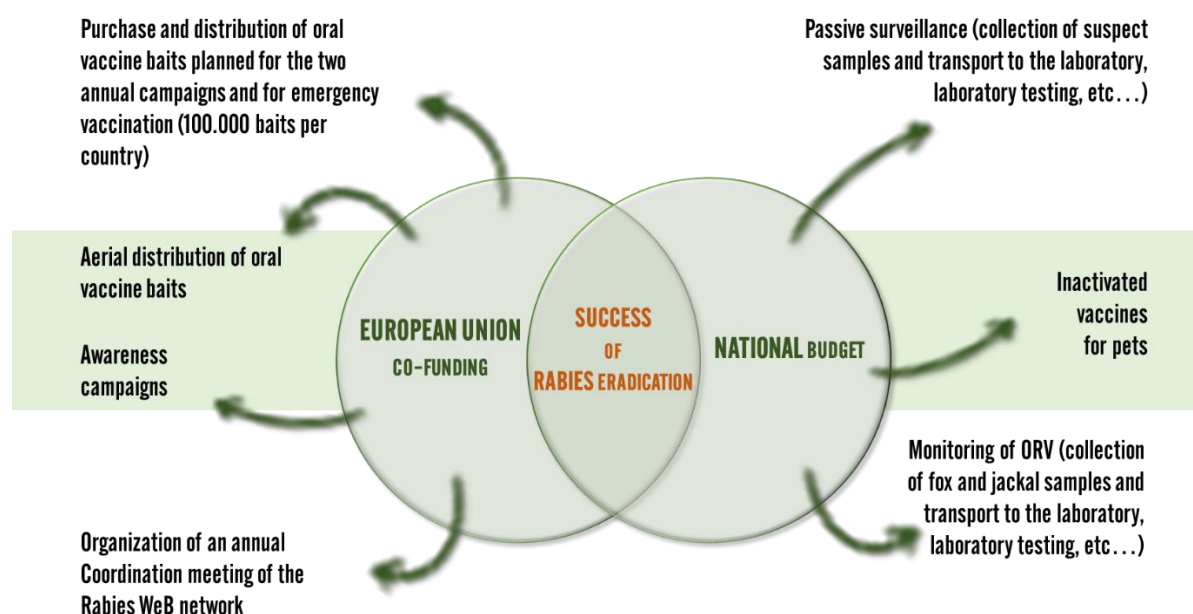 Purchase and distribution of oral
vaccine baits planned for the two
annual campaigns and for emergency
vaccination (100.000 baits per
country)
Aerial distribution of oral
vaccine baits
Awareness
campaigns
Organization of an annual
Coordination meeting of the
Rabies WeB network
EUROPEAN UNION
CO-FUNDING
SUCCESS
OF
RABIES ERADICATION
NATIONAL BUDGET
Passive surveillance (collection of suspect
samples and transport to the laboratory,
laboratory testing, etc...)
Inactivated
vaccines
for pets
Monitoring of ORV (collection
of fox and jackal samples and
transport to the laboratory,
laboratory testing, etc...)